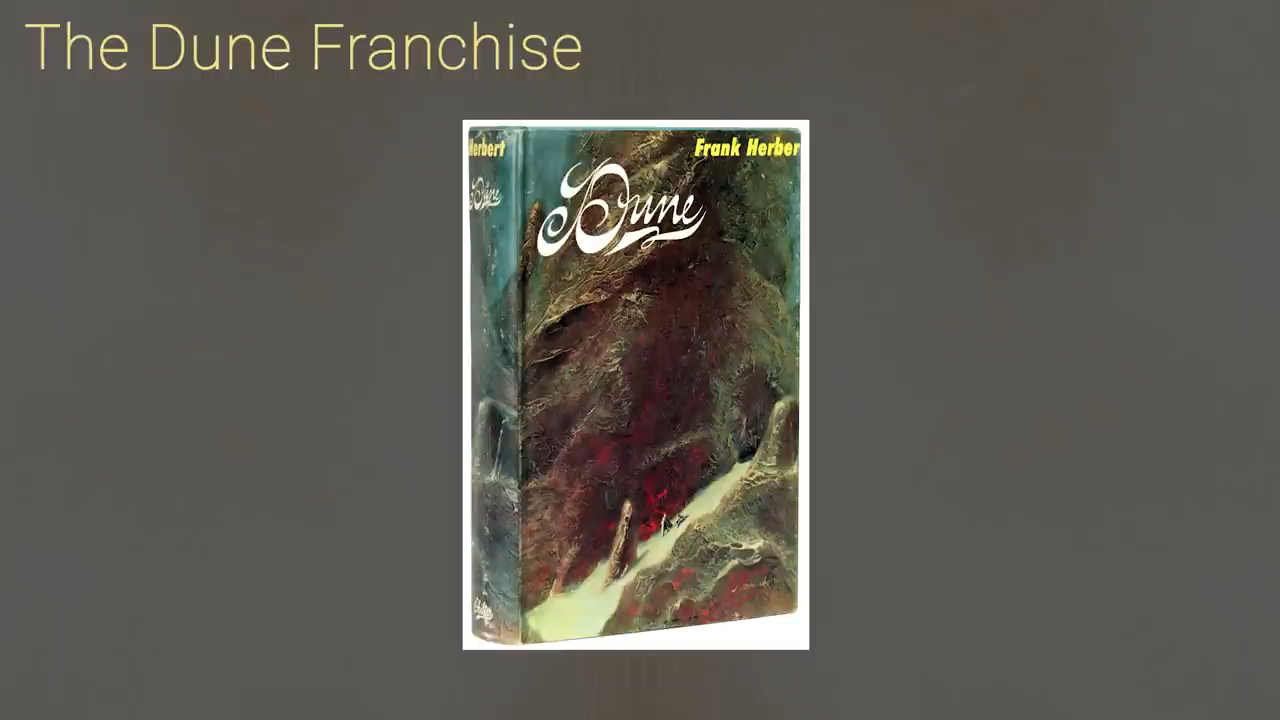 The Dune Franchise
Herbert
Dune
Frank Herber
Dune